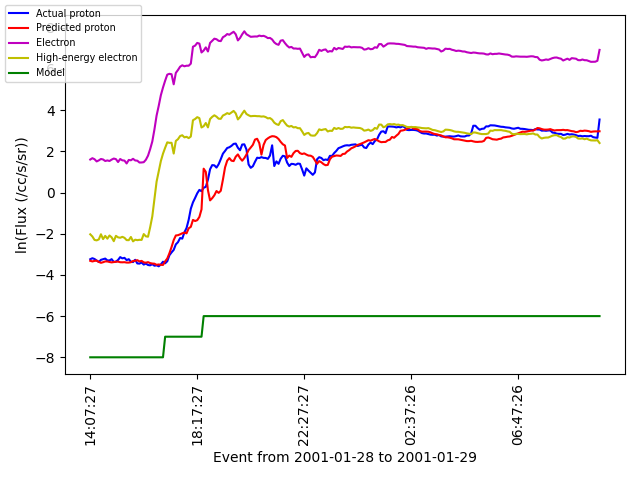 Actual proton
Predicted proton
Electron
High-energy electron
Model
4
2
0
−2
−4
−6
−8
ln(Flux (/cc/s/sr))
14:07:27
18:17:27
22:27:27
02:37:26
06:47:26
Event from 2001-01-28 to 2001-01-29